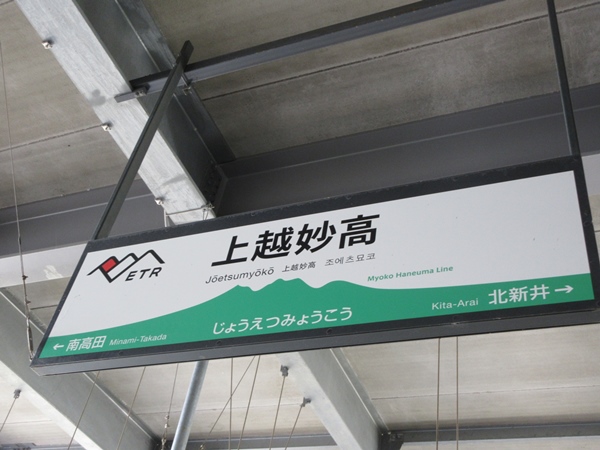 ETR
上越妙高
Jōetsumyōkō 上越妙高 조에츠묘코
Myoko Haneuma Line
じょうえつみょうこう
← 南高田 Minami-Takada
Kita-Arai 北新井 →